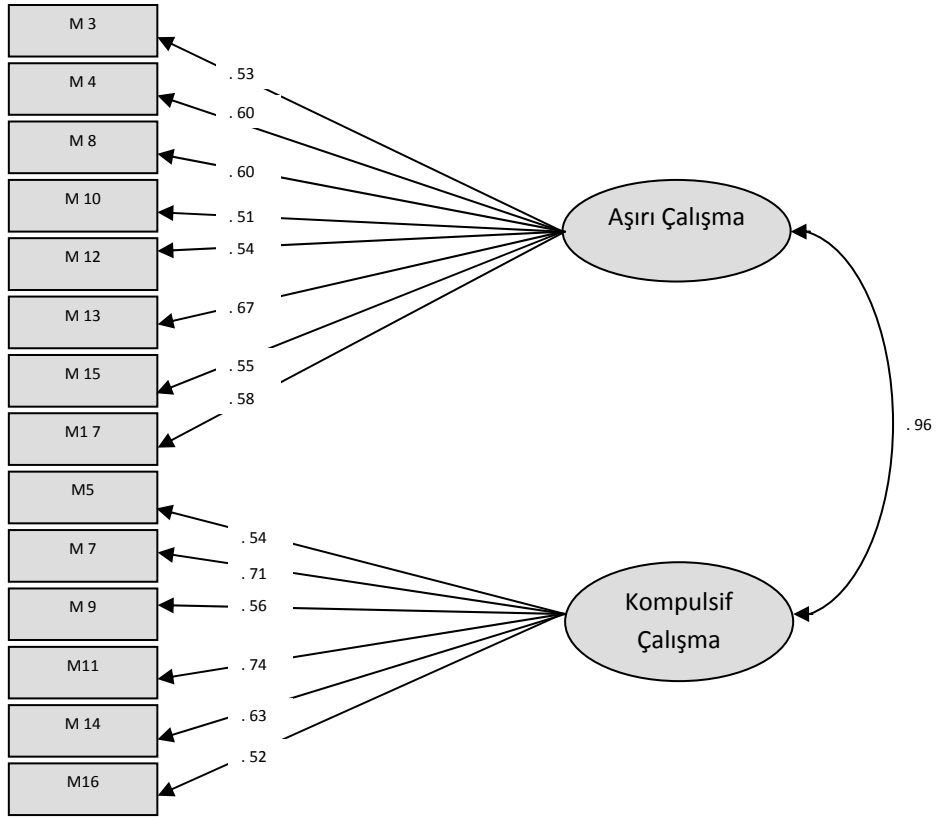 M 3
. 53
M 4
. 60
M 8
. 60
M 10
. 51
M 12
. 54
M 13
. 67
M 15
. 55
M1 7
. 58
Aşırı Çalışma
. 96
M5
. 54
M 7
. 71
M 9
. 56
M11
. 74
M 14
. 63
M16
. 52
Kompulsif
Çalışma